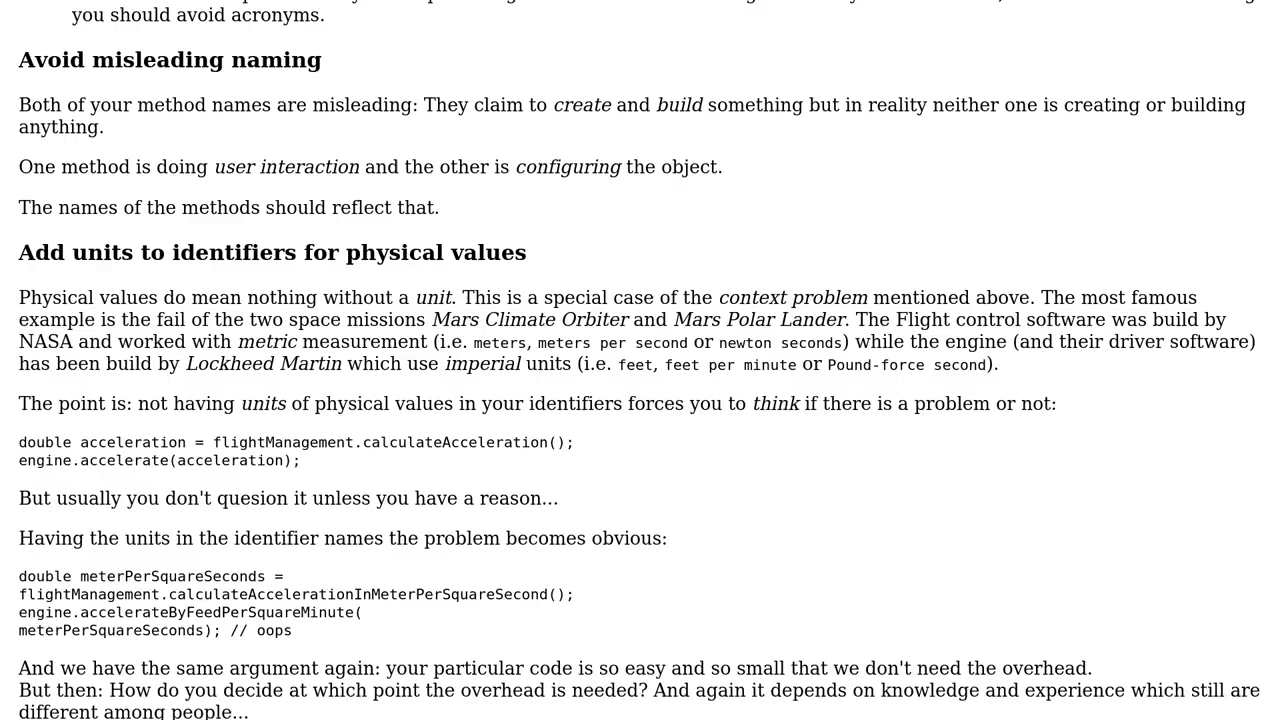 you should avoid acronyms.
Avoid misleading naming
Both of your method names are misleading: They claim to create and build something but in reality neither one is creating or building
anything.
One method is doing user interaction and the other is configuring the object.
The names of the methods should reflect that.
Add units to identifiers for physical values
Physical values do mean nothing without a unit. This is a special case of the context problem mentioned above. The most famous
example is the fail of the two space missions Mars Climate Orbiter and Mars Polar Lander. The Flight control software was build by
NASA and worked with metric measurement (i.e. meters, meters per second or newton seconds) while the engine (and their driver software)
has been build by Lockheed Martin which use imperial units (i.e. feet, feet per minute or Pound-force second).
The point is: not having units of physical values in your identifiers forces you to think if there is a problem or not:
double acceleration = flightManagement.calculateAcceleration();
engine.accelerate(acceleration);
But usually you don't quesion it unless you have a reason...
Having the units in the identifier names the problem becomes obvious:
double meterPerSquareSeconds =
flightManagement.calculateAccelerationInMeterPerSquareSecond();
engine.accelerateByFeedPerSquareMinute(
meterPerSquareSeconds); // oops
And we have the same argument again: your particular code is so easy and so small that we don't need the overhead.
But then: How do you decide at which point the overhead is needed? And again it depends on knowledge and experience which still are
different among people...